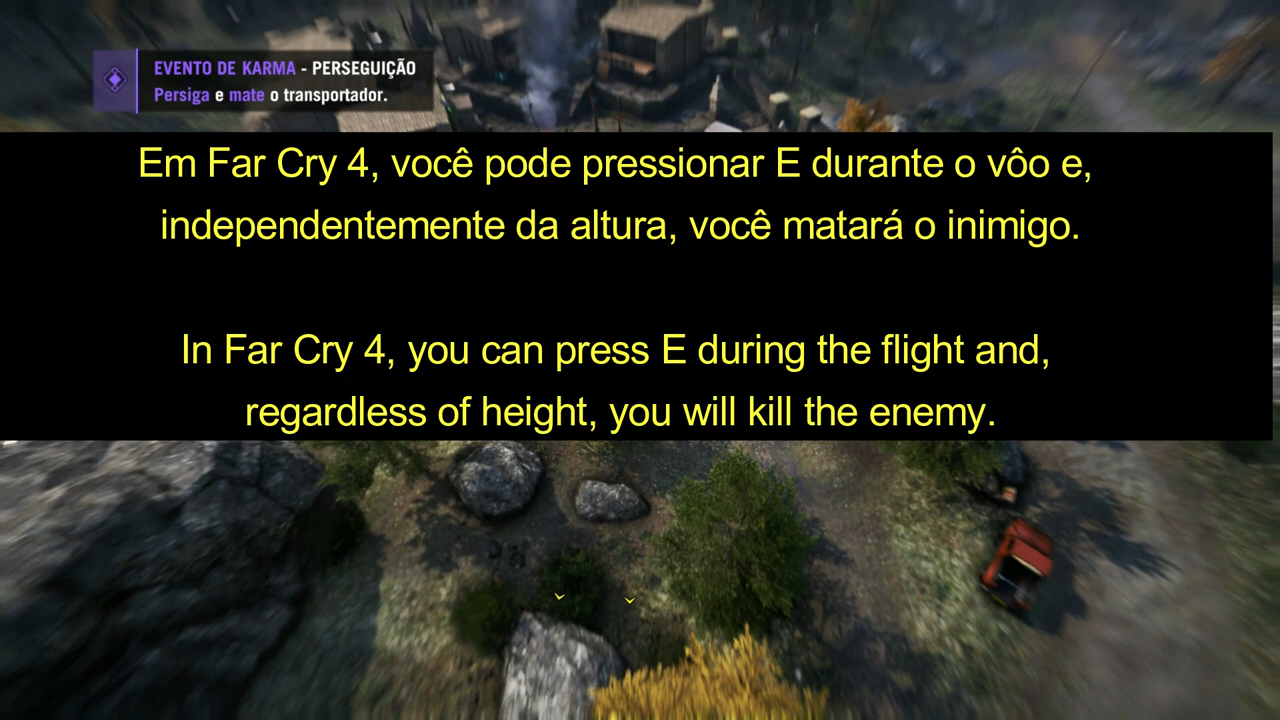 EVENTO DE KARMA - PERSEGUIÇÃO
Persiga e mate o transportador.
Em Far Cry 4, você pode pressionar E durante o vôo e,
independentemente da altura, você matará o inimigo.
In Far Cry 4, you can press E during the flight and,
regardless of height, you will kill the enemy.